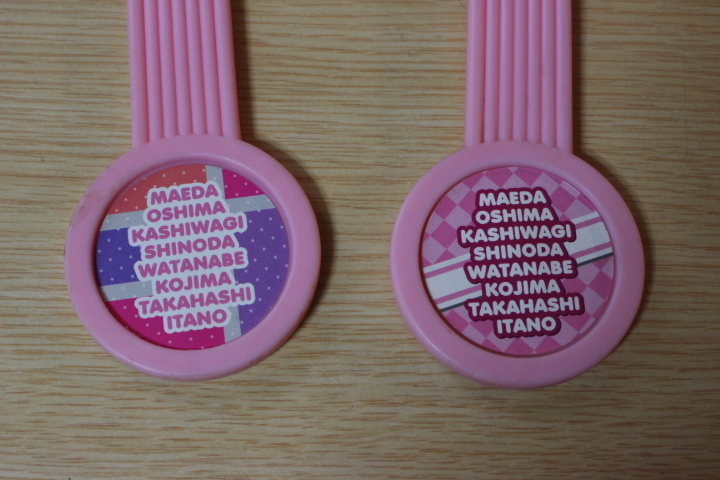 MAEDA
OSHIMA
KASHIWAGI
SHINODA
WATANABE
KOJIMA
TAKAHASHI
ITANO
MAEDA
OSHIMA
KASHIWAGI
SHINODA
WATANABE
KOJIMA
TAKAHASHI
ITANO